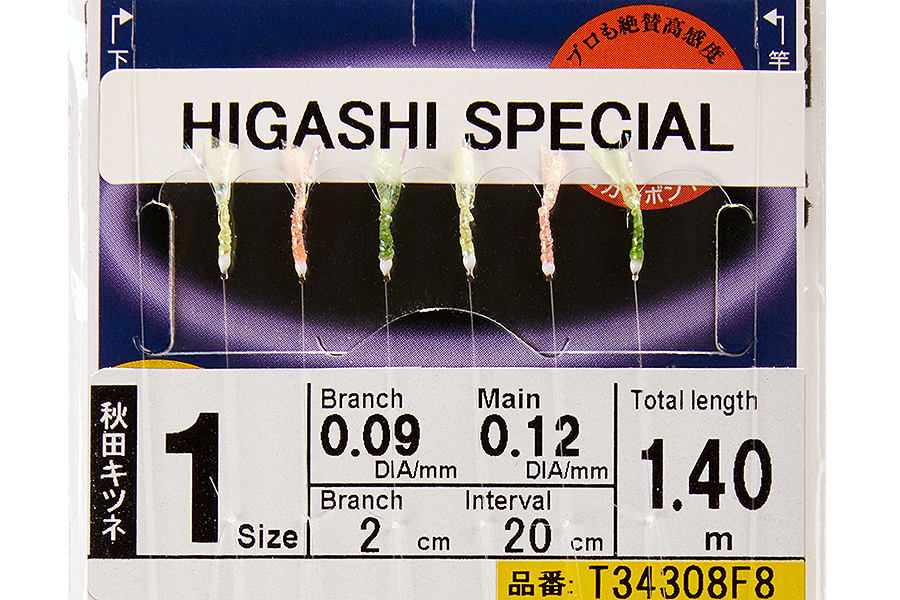 プロも絶賛高感度
下
竿
HIGASHI SPECIAL
秋田キツネ
1 Size
Branch Main Total length
0.09 0.12 1.40
DIA/mm DIA/mm
Branch Interval
2 cm 20 cm m
品番: T34308F8